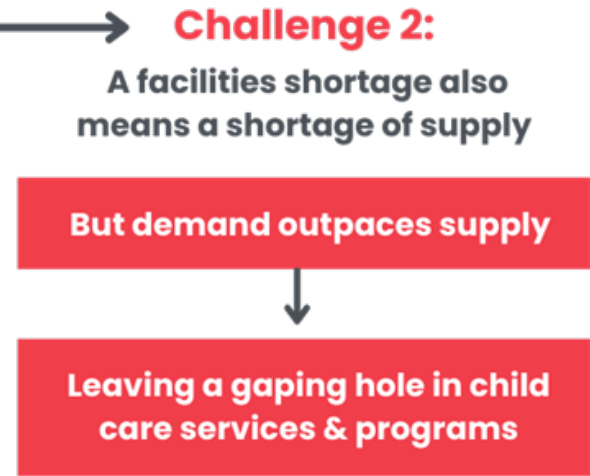 Challenge 2:
A facilities shortage also
means a shortage of supply
But demand outpaces supply
Leaving a gaping hole in child
care services & programs